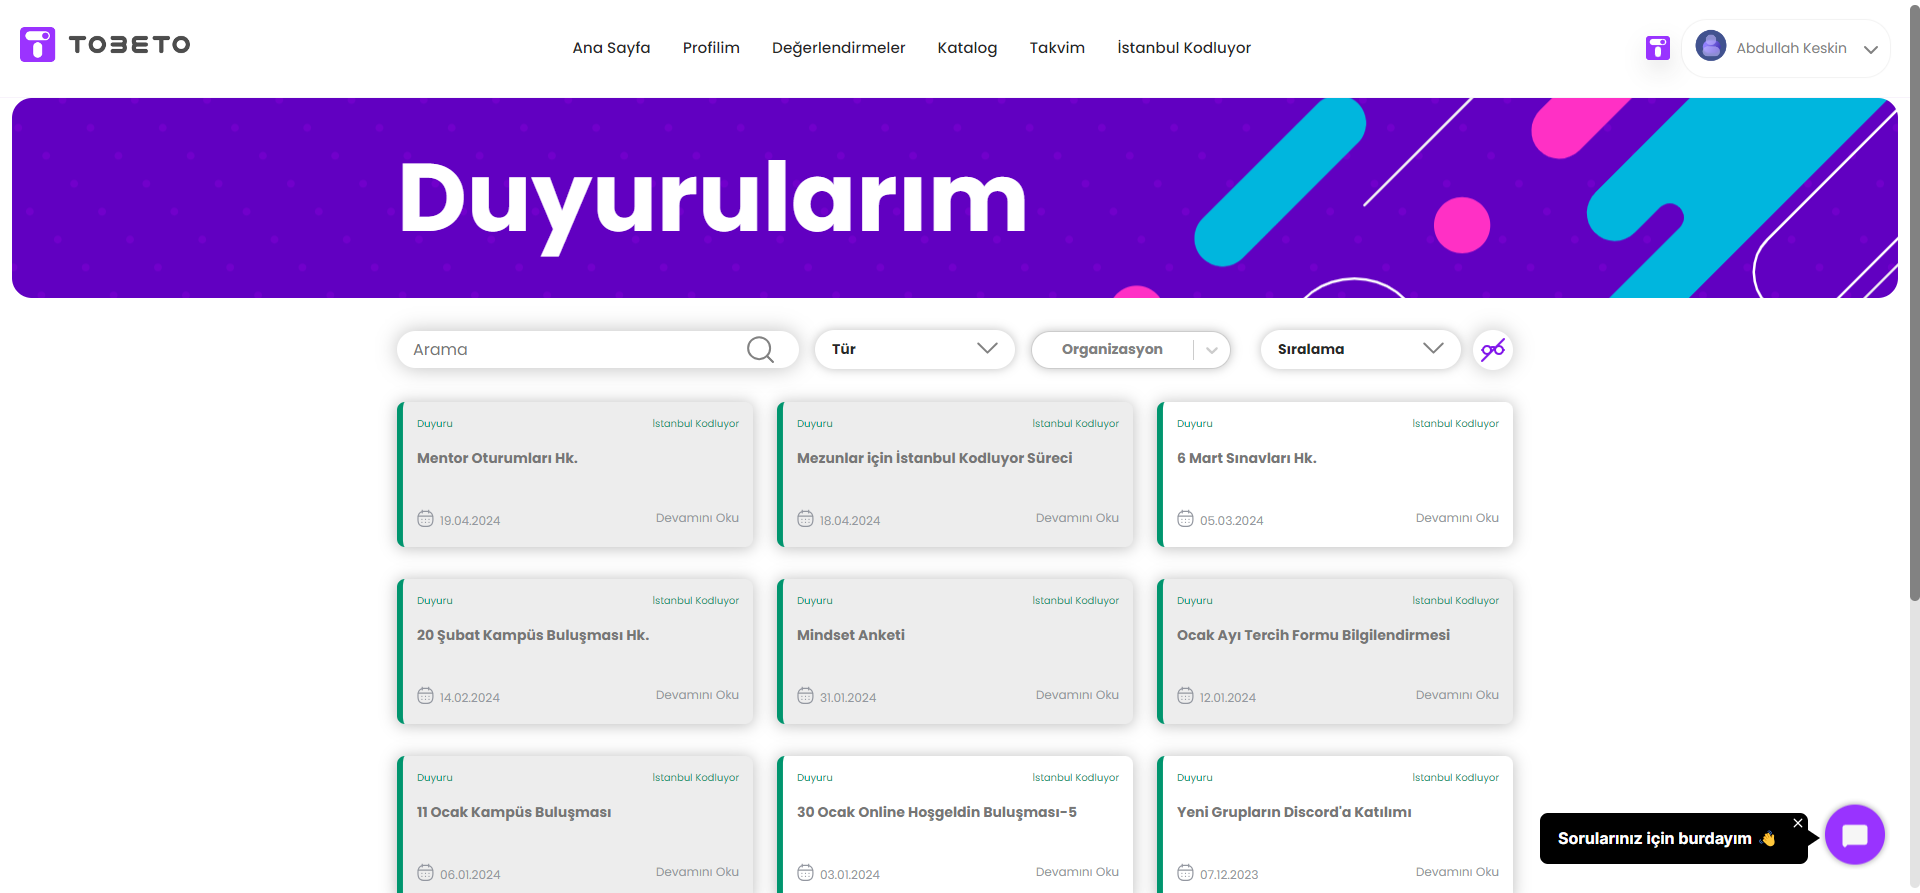 TOBETO
Ana Sayfa Profilim Değerlendirmeler Katalog Takvim İstanbul Kodluyor
Abdullah Keskin
Duyurularım
Arama
Tür
Organizasyon
Sıralama
Duyuru İstanbul Kodluyor
Mentor Oturumları Hk.
19.04.2024 Devamını Oku
Duyuru İstanbul Kodluyor
Mezunlar için İstanbul Kodluyor Süreci
18.04.2024 Devamını Oku
Duyuru İstanbul Kodluyor
6 Mart Sınavları Hk.
05.03.2024 Devamını Oku
Duyuru İstanbul Kodluyor
20 Şubat Kampüs Buluşması Hk.
14.02.2024 Devamını Oku
Duyuru İstanbul Kodluyor
Mindset Anketi
31.01.2024 Devamını Oku
Duyuru İstanbul Kodluyor
Ocak Ayı Tercih Formu Bilgilendirmesi
12.01.2024 Devamını Oku
Duyuru İstanbul Kodluyor
11 Ocak Kampüs Buluşması
06.01.2024 Devamını Oku
Duyuru İstanbul Kodluyor
30 Ocak Online Hoşgeldin Buluşması-5
03.01.2024 Devamını Oku
Duyuru İstanbul Kodluyor
Yeni Grupların Discord'a Katılımı
07.12.2023 Devamını Oku
Sorularınız için burdayım 👋